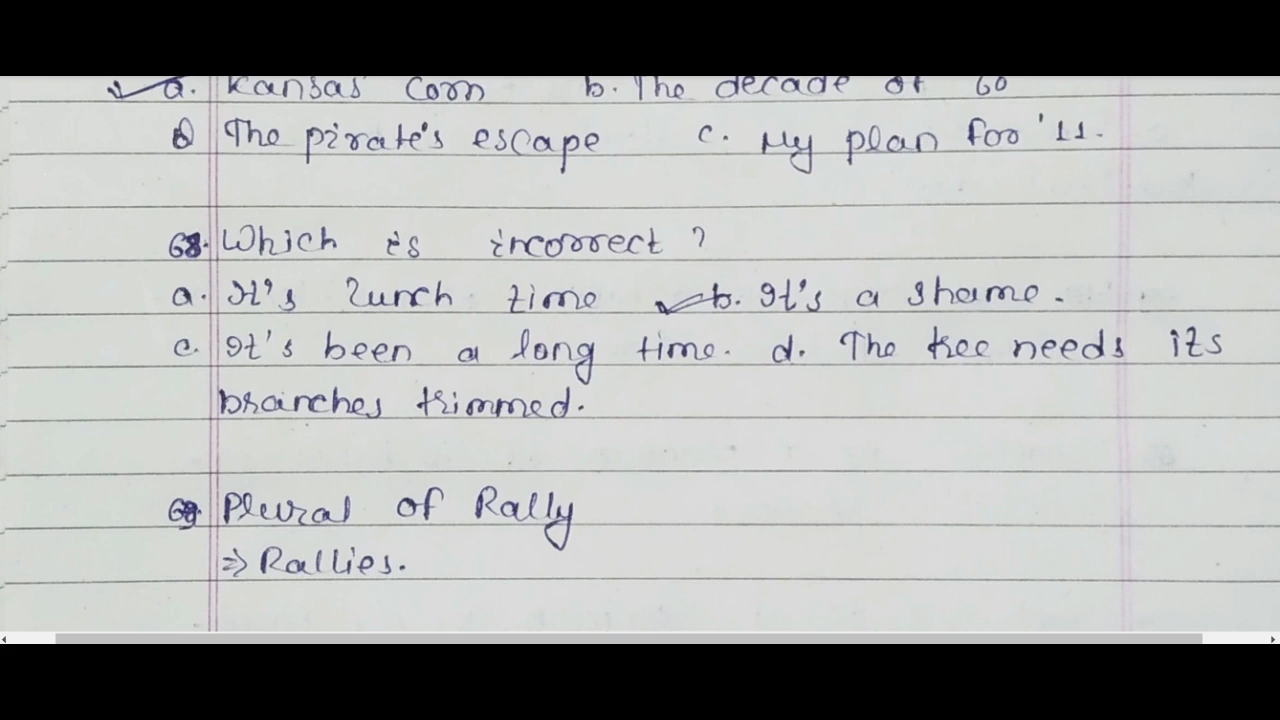 a. Kansas' Corn b. The decade of 60
d The pirate's escape c. My plan for '11.
68. Which is incorrect ?
a. It's lunch time b. It's a shame.
c. It's been a long time. d. The tree needs its
branches trimmed.
69. Plural of Rally
⇒ Rallies.